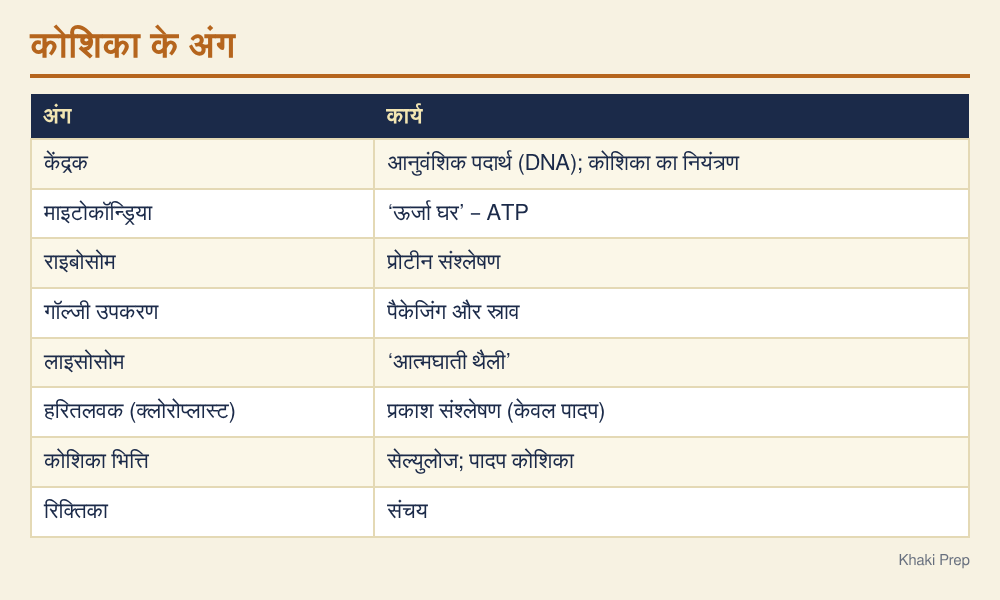 कोशिका के अंग
अंग कार्य
केंद्रक आनुवंशिक पदार्थ (DNA); कोशिका का नियंत्रण
माइटोकॉन्ड्रिया ‘ऊर्जा घर’ – ATP
राइबोसोम प्रोटीन संश्लेषण
गॉल्जी उपकरण पैकेजिंग और स्राव
लाइसोसोम ‘आत्मघाती थैली’
हरितलवक (क्लोरोप्लास्ट) प्रकाश संश्लेषण (केवल पादप)
कोशिका भित्ति सेल्युलोज; पादप कोशिका
रिक्तिका संचय
Khaki Prep